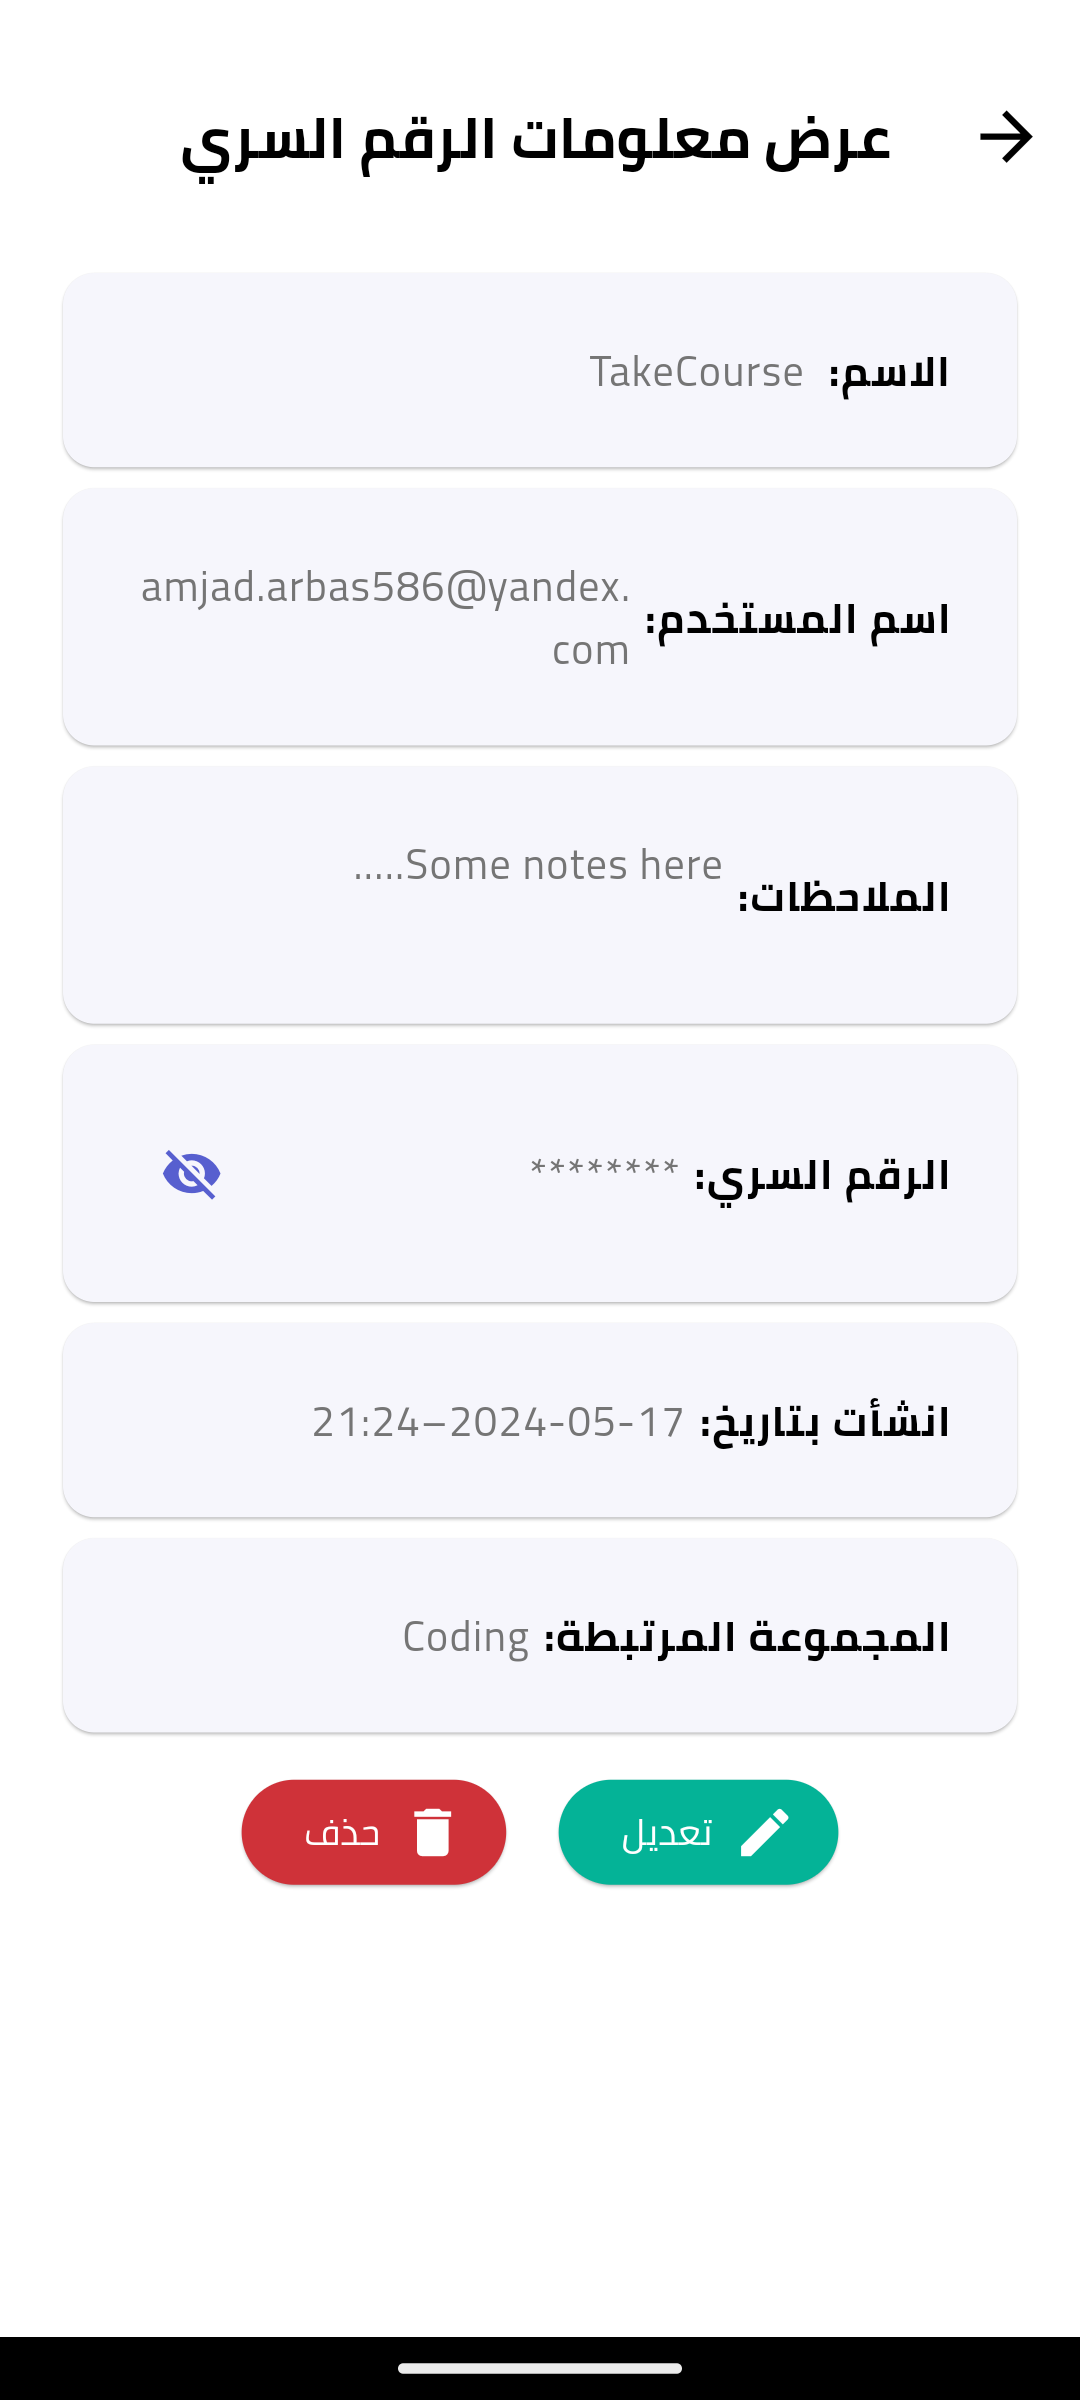 عرض معلومات الرقم السري
الاسم: TakeCourse
اسم المستخدم: amjad.arbas586@yandex.
com
الملاحظات: Some notes here.....
الرقم السري: ********
انشأت بتاريخ: 2024-05-17–21:24
المجموعة المرتبطة: Coding
تعديل
حذف